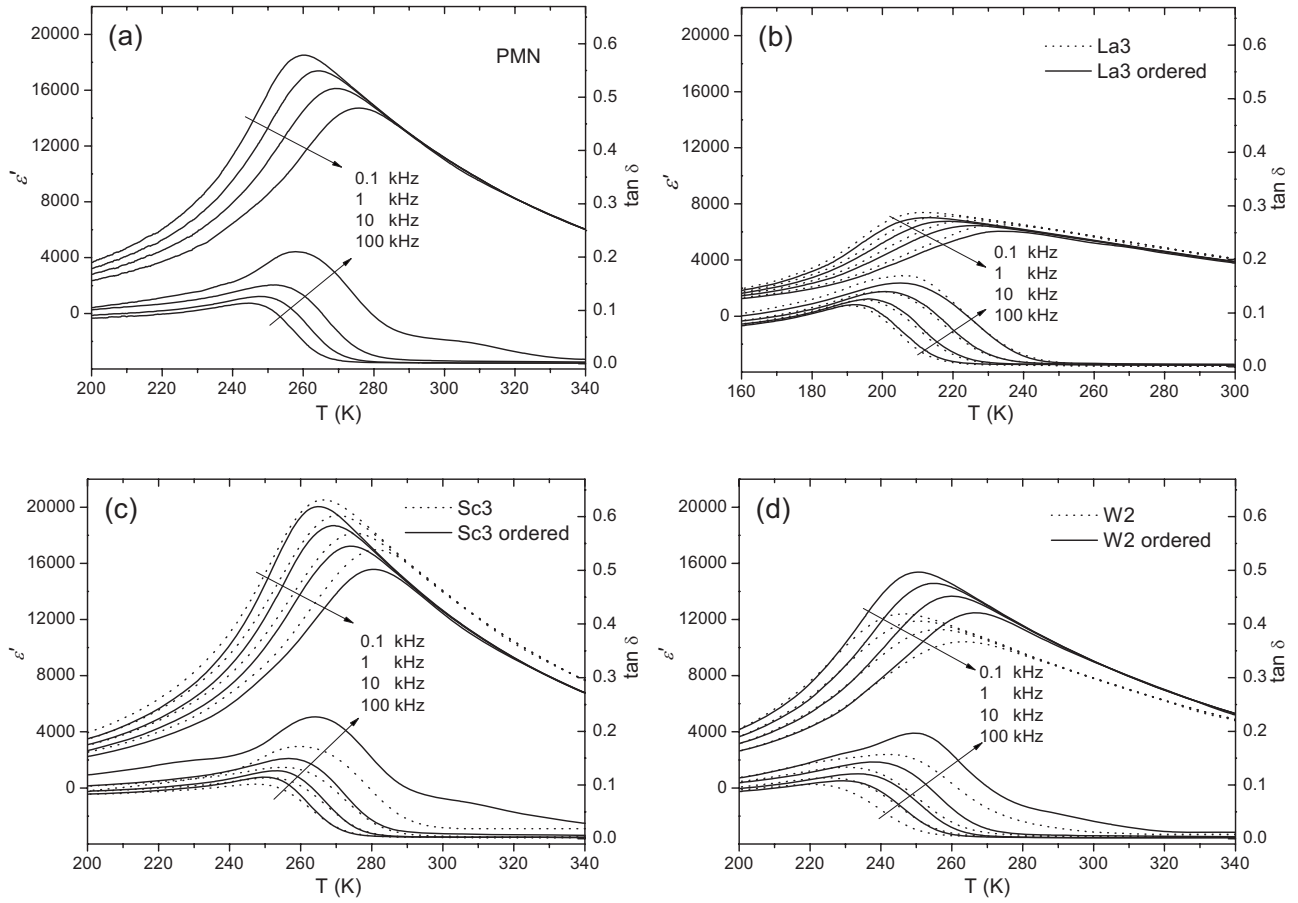 (a)
PMN
20000
16000
12000
8000
4000
0
ε'
0.6
0.5
0.4
0.3
0.2
0.1
0.0
tan δ
0.1 kHz
1 kHz
10 kHz
100 kHz
200 220 240 260 280 300 320 340
T (K)
(b)
La3
La3 ordered
20000
16000
12000
8000
4000
0
ε'
0.6
0.5
0.4
0.3
0.2
0.1
0.0
tan δ
0.1 kHz
1 kHz
10 kHz
100 kHz
160 180 200 220 240 260 280 300
T (K)
(c)
Sc3
Sc3 ordered
20000
16000
12000
8000
4000
0
ε'
0.6
0.5
0.4
0.3
0.2
0.1
0.0
tan δ
0.1 kHz
1 kHz
10 kHz
100 kHz
200 220 240 260 280 300 320 340
T (K)
(d)
W2
W2 ordered
20000
16000
12000
8000
4000
0
ε'
0.6
0.5
0.4
0.3
0.2
0.1
0.0
tan δ
0.1 kHz
1 kHz
10 kHz
100 kHz
200 220 240 260 280 300 320 340
T (K)